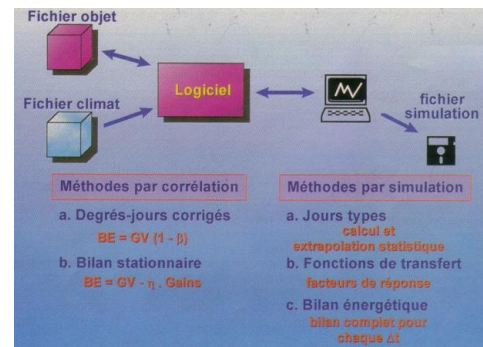 Fichier objet
Logiciel
Fichier climat
fichier
simulation
Méthodes par corrélation
a. Degrés-jours corrigés
BE = GV (1 - β)
b. Bilan stationnaire
BE = GV - η . Gains
Méthodes par simulation
a. Jours types
calcul et
extrapolation statistique
b. Fonctions de transfert
facteurs de réponse
c. Bilan énergétique
bilan complet pour
chaque Δt